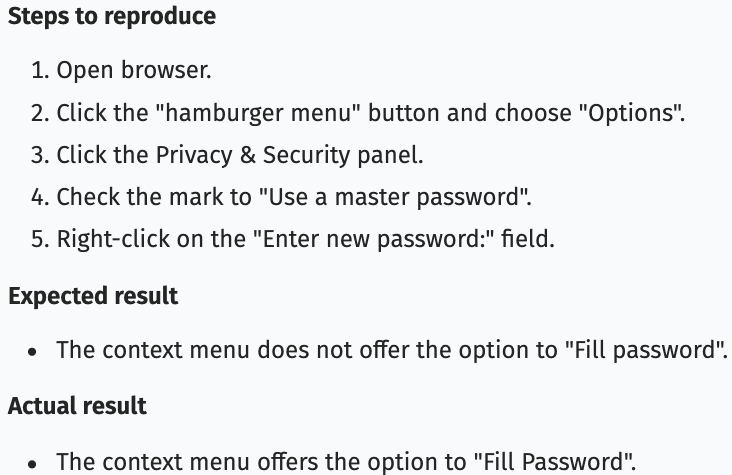 Steps to reproduce
1. Open browser.
2. Click the "hamburger menu" button and choose "Options".
3. Click the Privacy & Security panel.
4. Check the mark to "Use a master password".
5. Right-click on the "Enter new password:" field.
Expected result
• The context menu does not offer the option to "Fill password".
Actual result
• The context menu offers the option to "Fill Password".